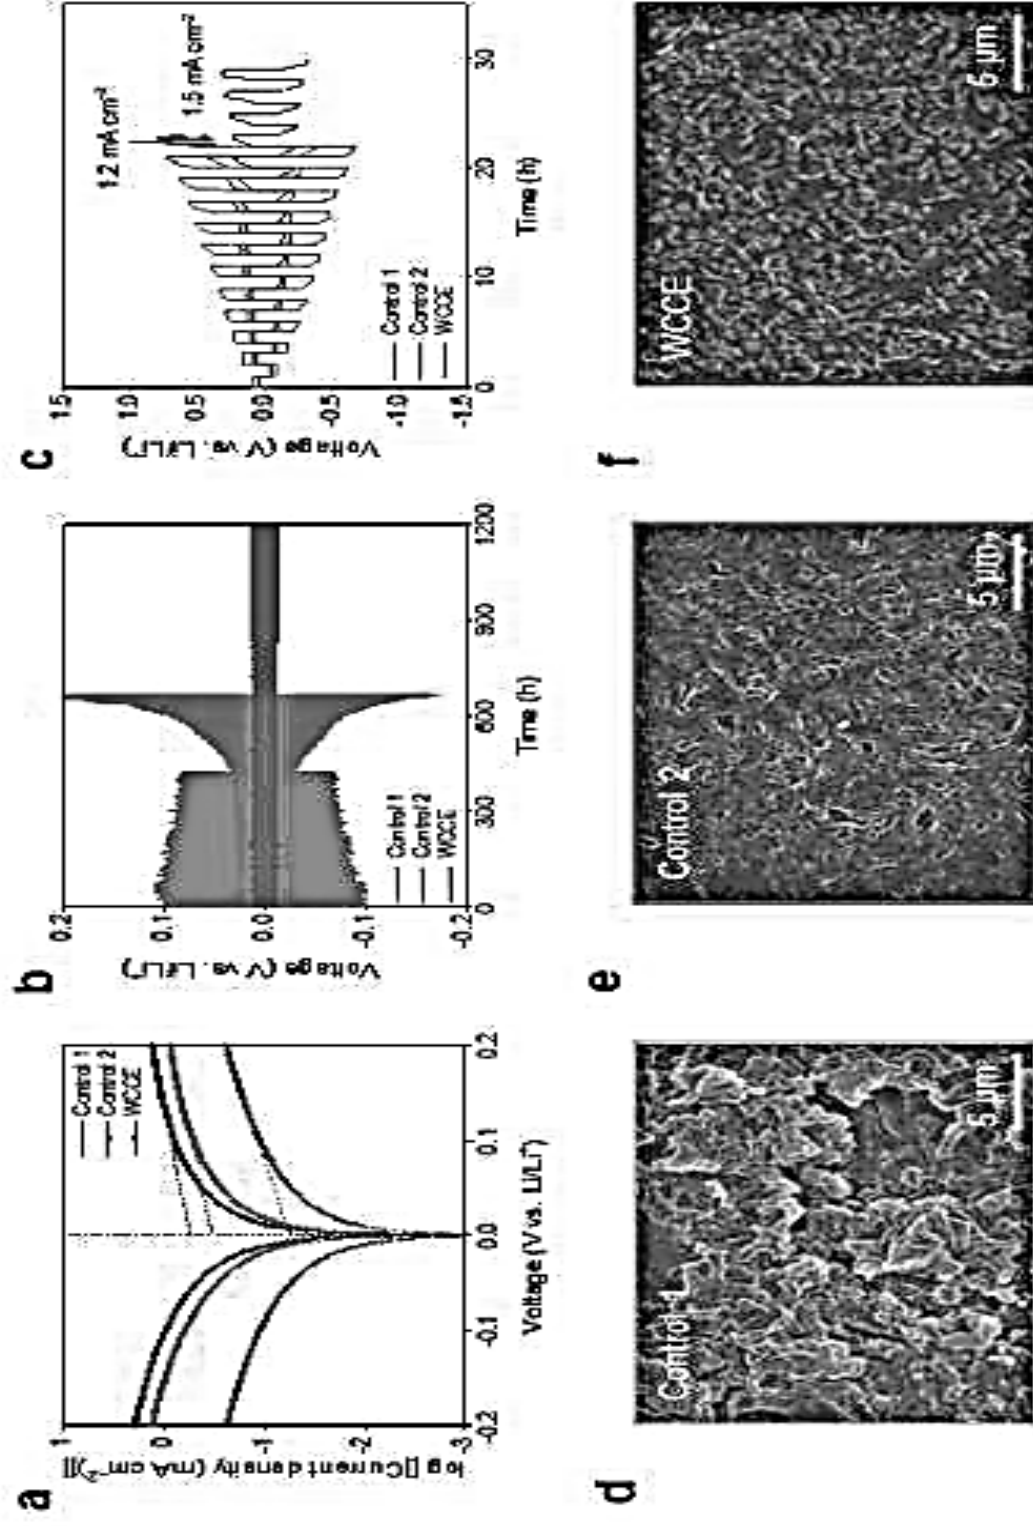 a
log [|Current density (mA cm⁻²)|]
1
0
-1
-2
-3
-0.2
-0.1
0.0
0.1
0.2
Voltage (V vs. Li/Li⁺)
Control 1
Control 2
WCCE
b
Voltage (V vs. Li/Li⁺)
0.2
0.1
0.0
-0.1
-0.2
0
300
600
900
1200
Time (h)
Control 1
Control 2
WCCE
c
Voltage (V vs. Li/Li⁺)
1.5
1.0
0.5
0.0
-0.5
-1.0
-1.5
0
10
20
30
Time (h)
1.2 mA cm⁻²
1.5 mA cm⁻²
Control 1
Control 2
WCCE
d
Control 1
5 µm
e
Control 2
5 µm
f
WCCE
5 µm